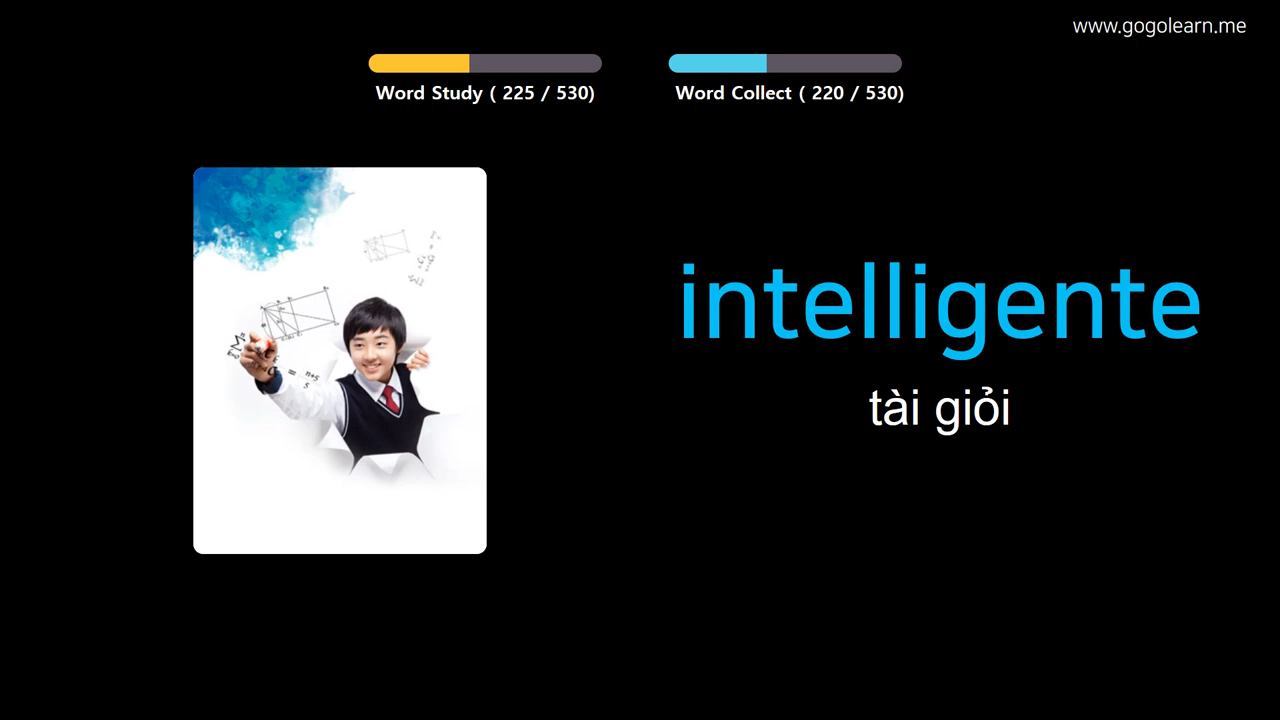 www.gogolearn.me
Word Study ( 225 / 530)
Word Collect ( 220 / 530)
intelligente
tài giỏi